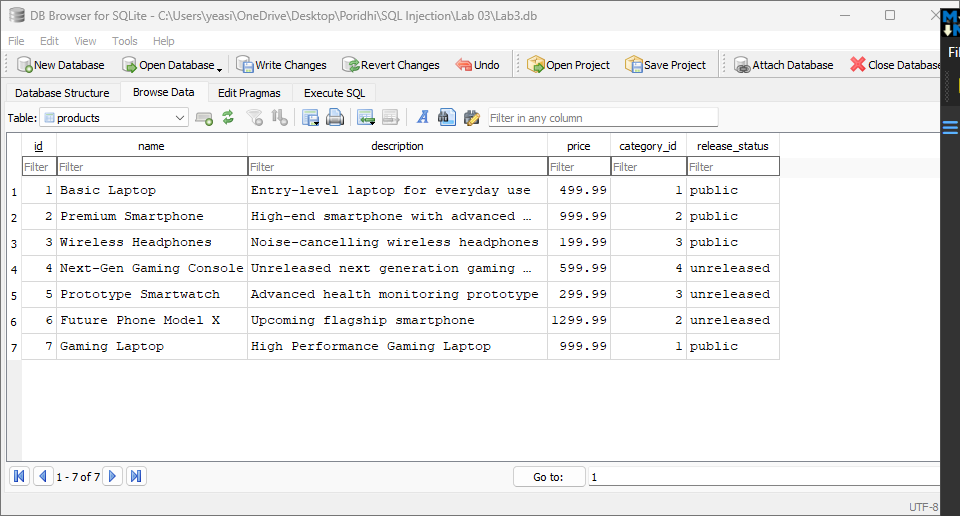 DB Browser for SQLite - C:\Users\yeasi\OneDrive\Desktop\Poridhi\SQL Injection\Lab 03\Lab3.db
File Edit View Tools Help
New Database Open Database Write Changes Revert Changes Undo Open Project Save Project Attach Database Close Database
Database Structure Browse Data Edit Pragmas Execute SQL
Table: products Filter in any column
id name description price category_id release_status
Filter Filter Filter Filter Filter Filter
1 1 Basic Laptop Entry-level laptop for everyday use 499.99 1 public
2 2 Premium Smartphone High-end smartphone with advanced … 999.99 2 public
3 3 Wireless Headphones Noise-cancelling wireless headphones 199.99 3 public
4 4 Next-Gen Gaming Console Unreleased next generation gaming … 599.99 4 unreleased
5 5 Prototype Smartwatch Advanced health monitoring prototype 299.99 3 unreleased
6 6 Future Phone Model X Upcoming flagship smartphone 1299.99 2 unreleased
7 7 Gaming Laptop High Performance Gaming Laptop 999.99 1 public
1 - 7 of 7 Go to: 1
UTF-8